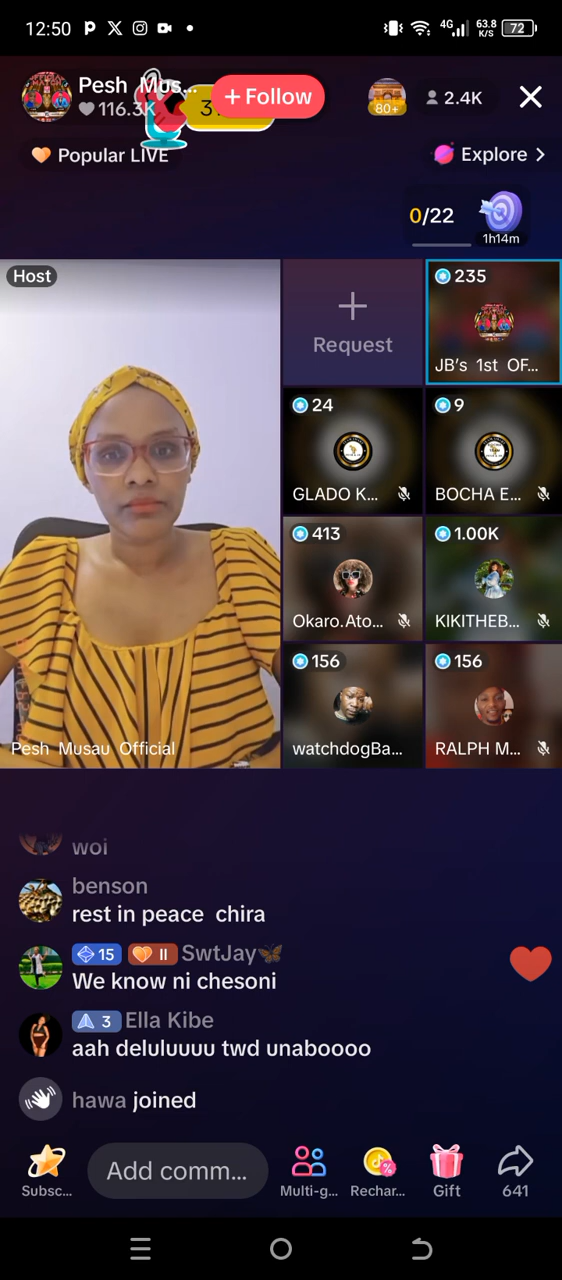 12:50
4G
63.8
K/S
72
Pesh Mus...
116.3K
+ Follow
80+
2.4K
Popular LIVE
Explore >
0/22
1h14m
Host
Request
235
JB's 1st OF...
24
GLADO K...
9
BOCHA E...
413
Okaro.Ato...
1.00K
KIKITHEB...
156
watchdogBa...
156
RALPH M...
Pesh Musau Official
woi
benson
rest in peace chira
15 II SwtJay🦋
We know ni chesoni
3 Ella Kibe
aah deluluuuu twd unaboooo
hawa joined
Subsc...
Add comm...
Multi-g...
Rechar...
Gift
641